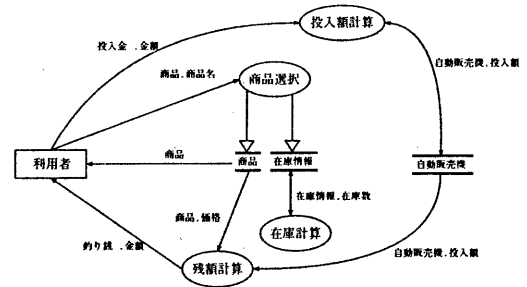 投入額計算
投入金．金額
自動販売機．投入額
商品．商品名
商品選択
商品
利用者
商品
在庫情報
自動販売機
在庫情報．在庫数
商品．価格
在庫計算
釣り銭．金額
自動販売機．投入額
残額計算